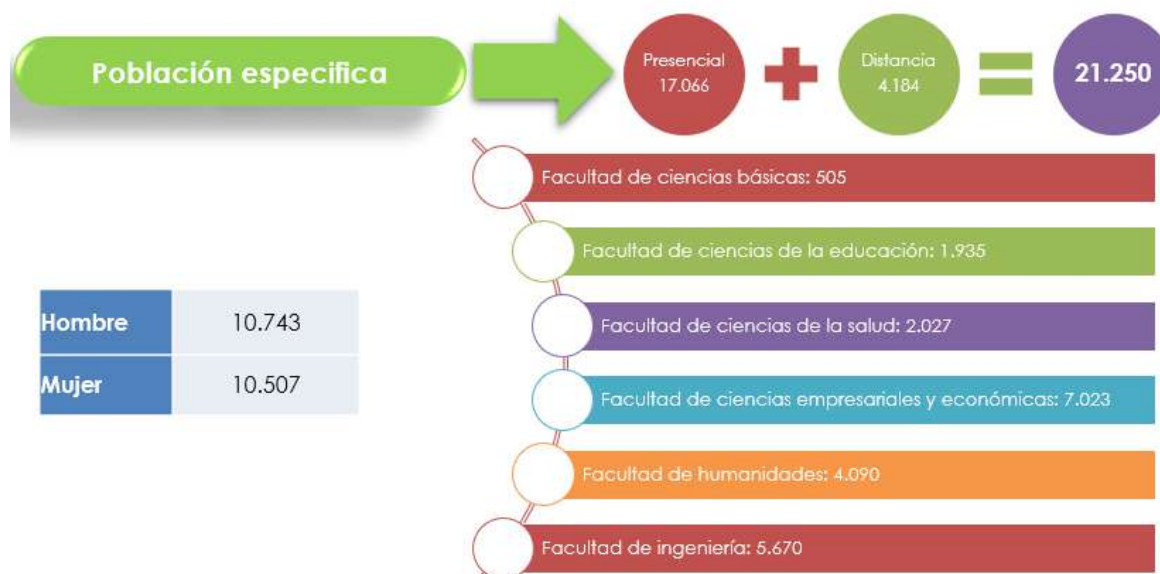 Población especifica
Presencial
17.066
Distancia
4.184
21.250
Facultad de ciencias básicas: 505
Facultad de ciencias de la educación: 1.935
Facultad de ciencias de la salud: 2.027
Facultad de ciencias empresariales y económicas: 7.023
Facultad de humanidades: 4.090
Facultad de ingeniería: 5.670
Hombre 10.743
Mujer 10.507